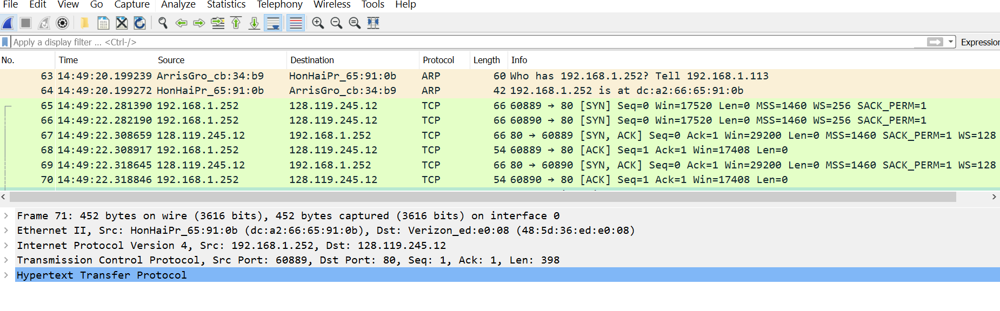 File Edit View Go Capture Analyze Statistics Telephony Wireless Tools Help
Apply a display filter ... <Ctrl-/> Expression
No. Time Source Destination Protocol Length Info
63 14:49:20.199239 ArrisGro_cb:34:b9 HonHaiPr_65:91:0b ARP 60 Who has 192.168.1.252? Tell 192.168.1.113
64 14:49:20.199272 HonHaiPr_65:91:0b ArrisGro_cb:34:b9 ARP 42 192.168.1.252 is at dc:a2:66:65:91:0b
65 14:49:22.281390 192.168.1.252 128.119.245.12 TCP 66 60889 → 80 [SYN] Seq=0 Win=17520 Len=0 MSS=1460 WS=256 SACK_PERM=1
66 14:49:22.282190 192.168.1.252 128.119.245.12 TCP 66 60890 → 80 [SYN] Seq=0 Win=17520 Len=0 MSS=1460 WS=256 SACK_PERM=1
67 14:49:22.308659 128.119.245.12 192.168.1.252 TCP 66 80 → 60889 [SYN, ACK] Seq=0 Ack=1 Win=29200 Len=0 MSS=1460 SACK_PERM=1 WS=128
68 14:49:22.308917 192.168.1.252 128.119.245.12 TCP 54 60889 → 80 [ACK] Seq=1 Ack=1 Win=17408 Len=0
69 14:49:22.318645 128.119.245.12 192.168.1.252 TCP 66 80 → 60890 [SYN, ACK] Seq=0 Ack=1 Win=29200 Len=0 MSS=1460 SACK_PERM=1 WS=128
70 14:49:22.318846 192.168.1.252 128.119.245.12 TCP 54 60890 → 80 [ACK] Seq=1 Ack=1 Win=17408 Len=0
Frame 71: 452 bytes on wire (3616 bits), 452 bytes captured (3616 bits) on interface 0
Ethernet II, Src: HonHaiPr_65:91:0b (dc:a2:66:65:91:0b), Dst: Verizon_ed:e0:08 (48:5d:36:ed:e0:08)
Internet Protocol Version 4, Src: 192.168.1.252, Dst: 128.119.245.12
Transmission Control Protocol, Src Port: 60889, Dst Port: 80, Seq: 1, Ack: 1, Len: 398
Hypertext Transfer Protocol